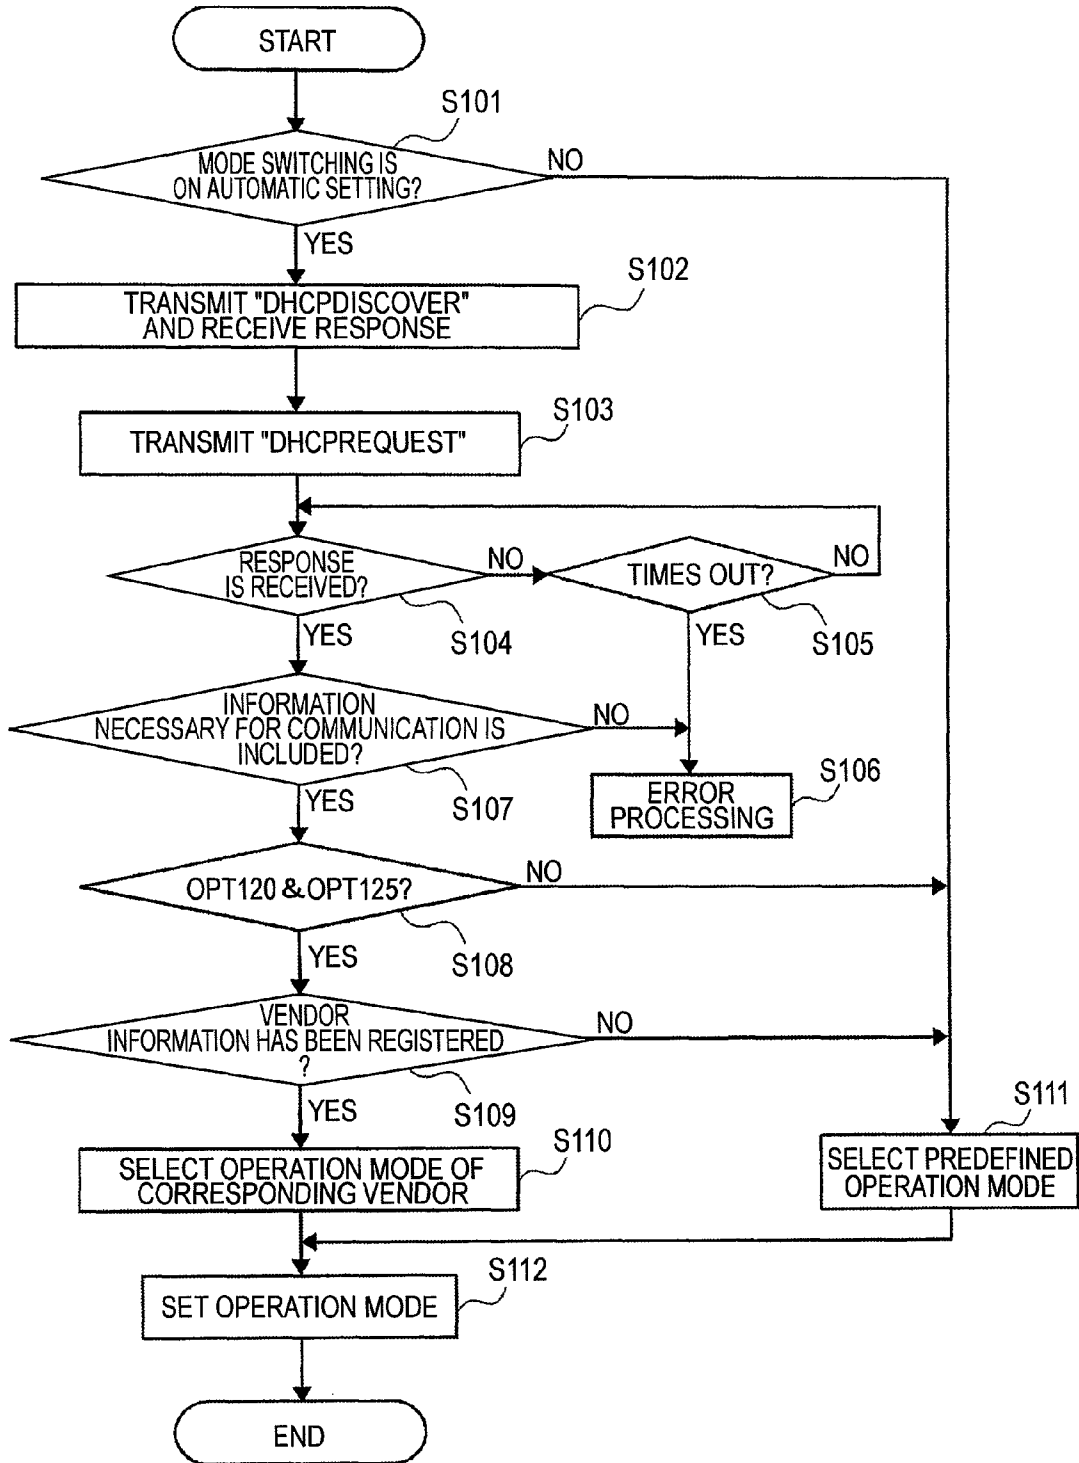 START
S101
MODE SWITCHING IS
ON AUTOMATIC SETTING?
NO
YES
S102
TRANSMIT "DHCPDISCOVER"
AND RECEIVE RESPONSE
S103
TRANSMIT "DHCPREQUEST"
RESPONSE
IS RECEIVED?
NO
TIMES OUT?
NO
YES
S104
YES
S105
INFORMATION
NECESSARY FOR COMMUNICATION IS
INCLUDED?
NO
YES
S107
S106
ERROR
PROCESSING
OPT120 & OPT125?
NO
YES
S108
VENDOR
INFORMATION HAS BEEN REGISTERED
?
NO
YES
S109
S110
SELECT OPERATION MODE OF
CORRESPONDING VENDOR
S111
SELECT PREDEFINED
OPERATION MODE
S112
SET OPERATION MODE
END